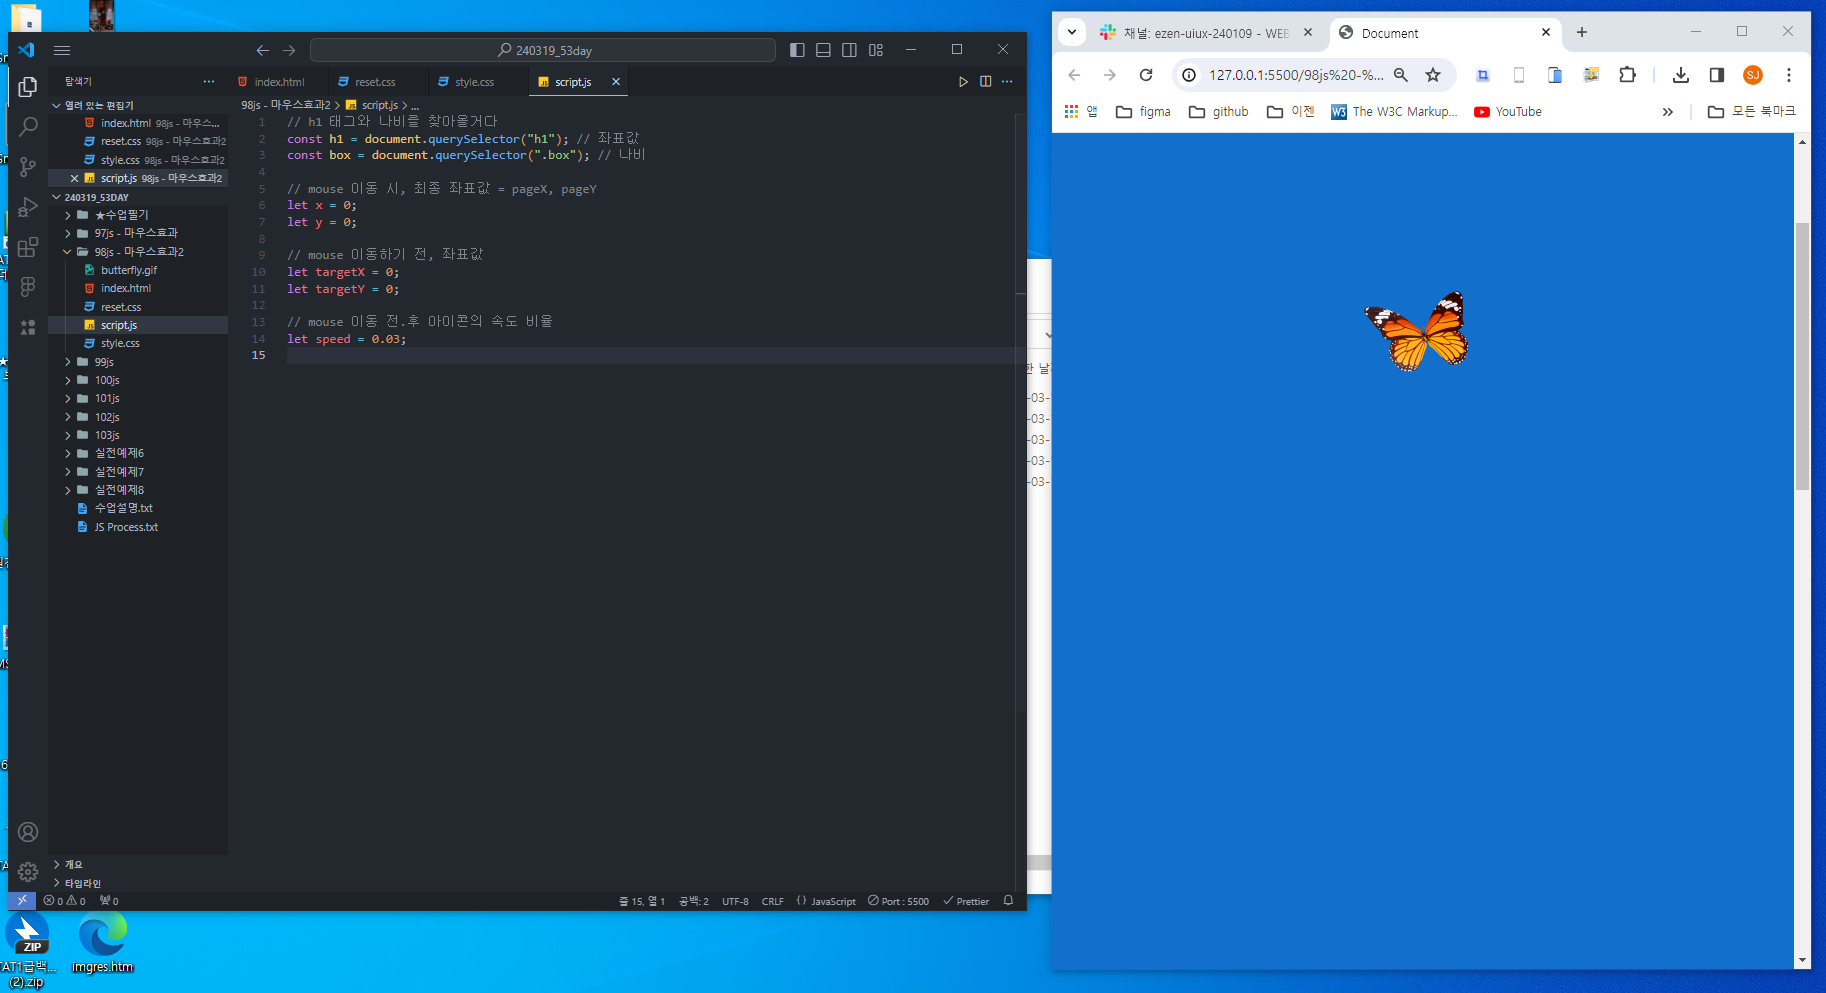 240319_53day
탐색기
index.html
reset.css
style.css
script.js
열려 있는 편집기
index.html 98js - 마우스...
reset.css 98js - 마우스효과2
style.css 98js - 마우스효과2
script.js 98js - 마우스효과2
240319_53DAY
★수업필기
97js - 마우스효과
98js - 마우스효과2
butterfly.gif
index.html
reset.css
script.js
style.css
99js
100js
101js
102js
103js
실전예제6
실전예제7
실전예제8
수업설명.txt
JS Process.txt
개요
타임라인
98js - 마우스효과2 > script.js > ...
1 // h1 태그와 나비를 찾아올거다
2 const h1 = document.querySelector("h1"); // 좌표값
3 const box = document.querySelector(".box"); // 나비
4
5 // mouse 이동 시, 최종 좌표값 = pageX, pageY
6 let x = 0;
7 let y = 0;
8
9 // mouse 이동하기 전, 좌표값
10 let targetX = 0;
11 let targetY = 0;
12
13 // mouse 이동 전.후 아이콘의 속도 비율
14 let speed = 0.03;
15
0 0 0
줄 15, 열 1
공백: 2
UTF-8
CRLF
{ } JavaScript
Port : 5500
Prettier
한 날
-03-
-03-
-03-
-03-
-03-
채널: ezen-uiux-240109 - WEB
Document
127.0.0.1:5500/98js%20-%...
SJ
앱
figma
github
이젠
W3
The W3C Markup...
YouTube
모든 북마크
ZIP
TAT1급백...
(2).zip
imgres.htm